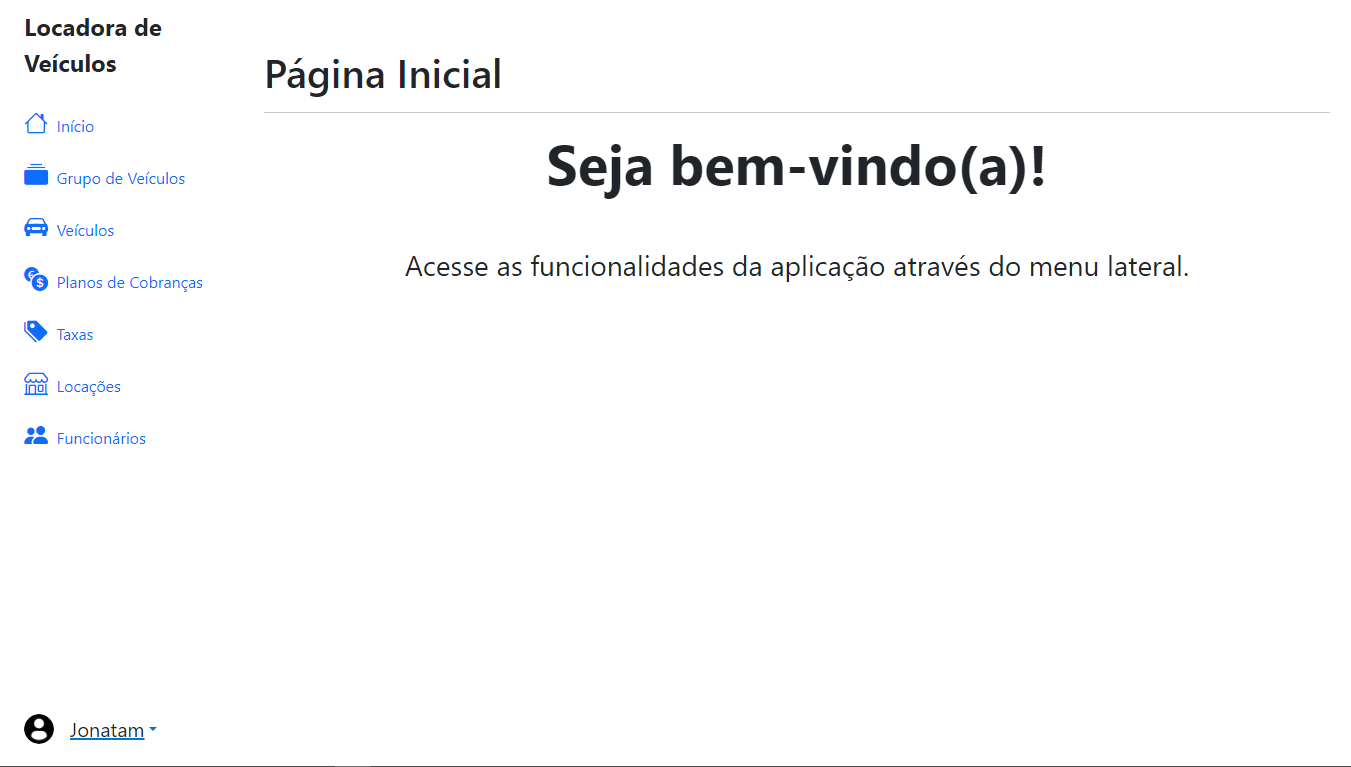 Locadora de
Veículos
Início
Grupo de Veículos
Veículos
Planos de Cobranças
Taxas
Locações
Funcionários
Jonatam
Página Inicial
Seja bem-vindo(a)!
Acesse as funcionalidades da aplicação através do menu lateral.